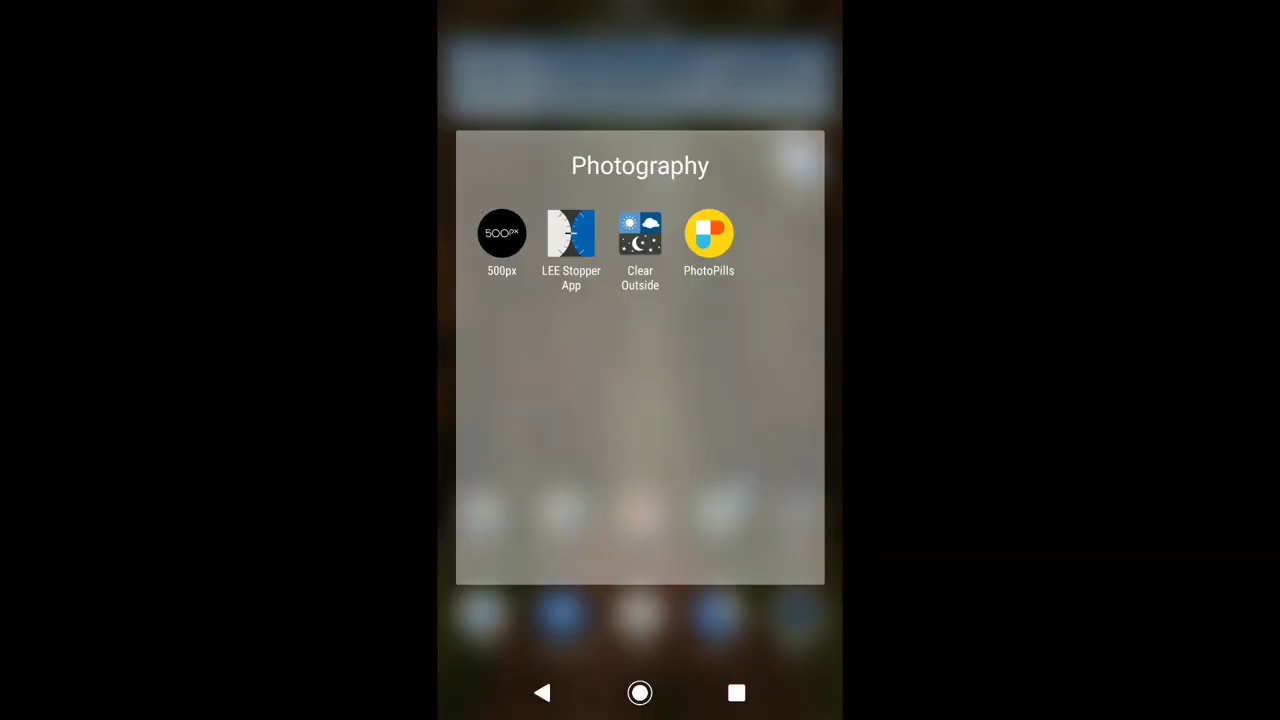 Photography
500px
500px
LEE Stopper
App
Clear
Outside
PhotoPills